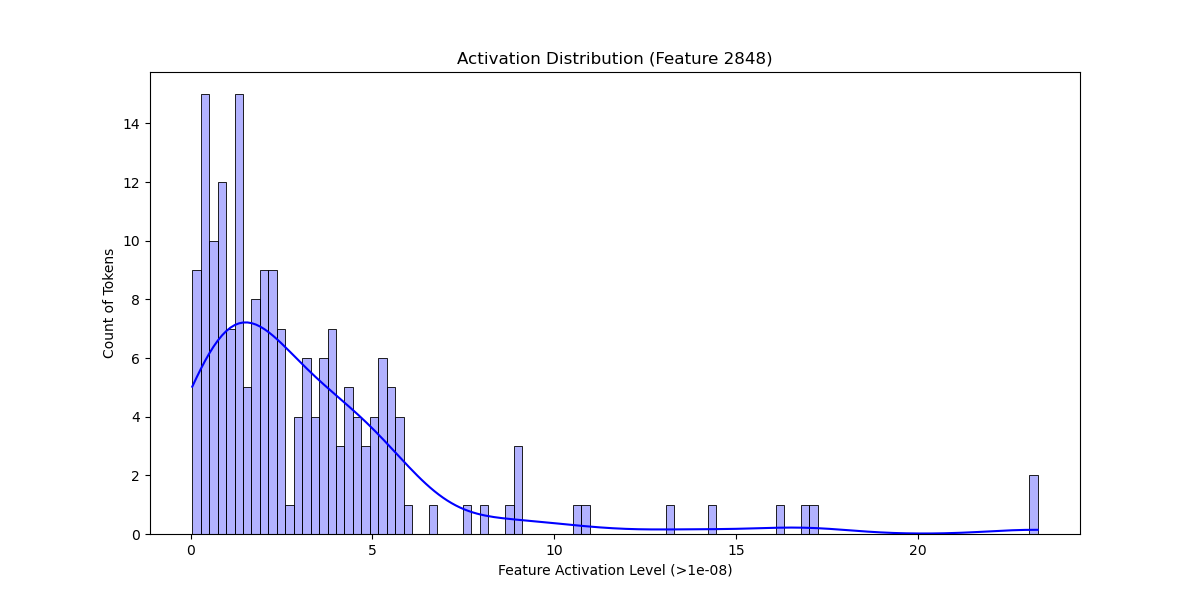 Activation Distribution (Feature 2848)
Count of Tokens
14
12
10
8
6
4
2
0
0 5 10 15 20
Feature Activation Level (>1e-08)